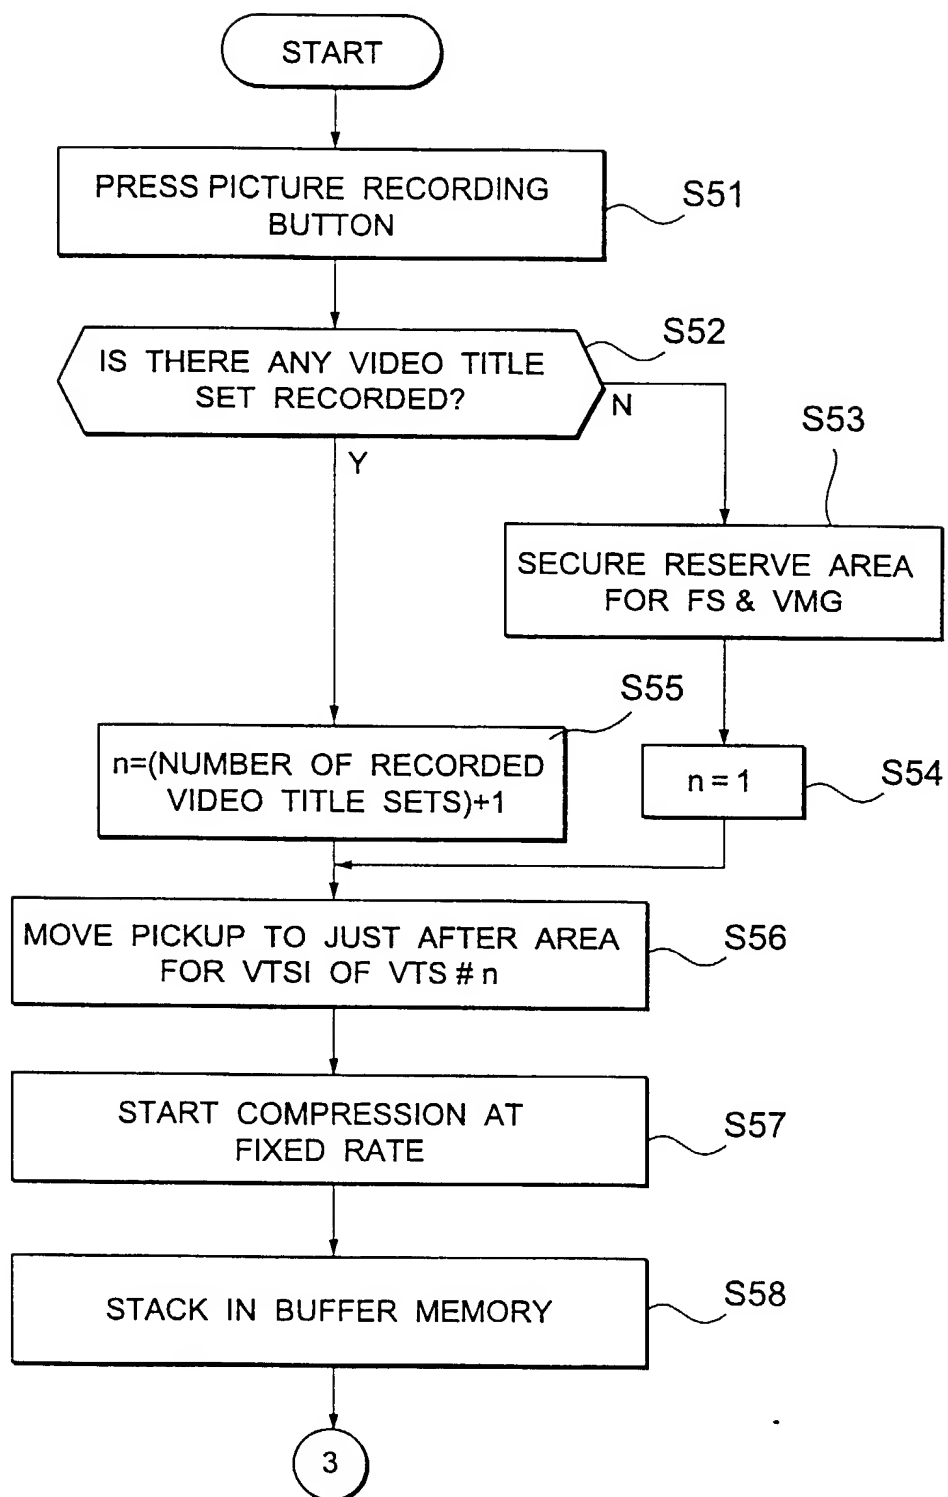 START
PRESS PICTURE RECORDING
BUTTON
S51
IS THERE ANY VIDEO TITLE
SET RECORDED?
S52
N
Y
S53
SECURE RESERVE AREA
FOR FS & VMG
S55
n=(NUMBER OF RECORDED
VIDEO TITLE SETS)+1
n = 1
S54
MOVE PICKUP TO JUST AFTER AREA
FOR VTSI OF VTS # n
S56
START COMPRESSION AT
FIXED RATE
S57
STACK IN BUFFER MEMORY
S58
3